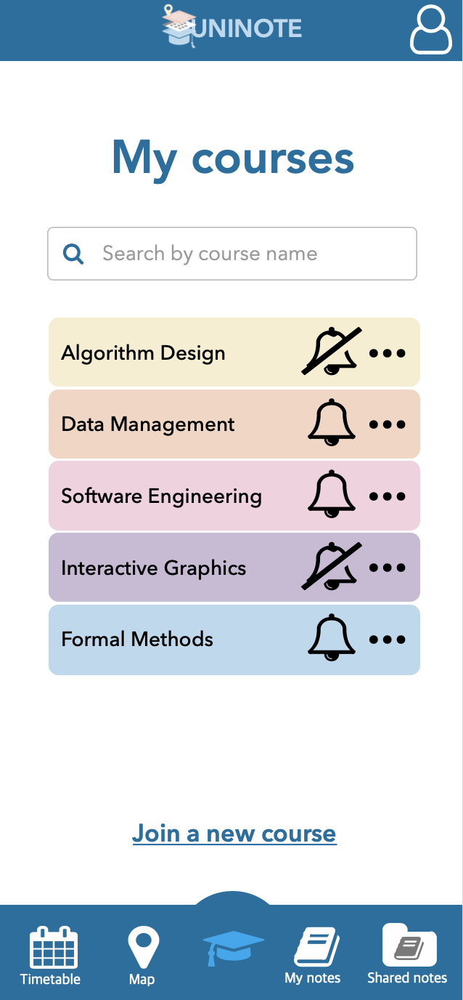 UNINOTE
My courses
Search by course name
Algorithm Design
Data Management
Software Engineering
Interactive Graphics
Formal Methods
Join a new course
Timetable
Map
My notes
Shared notes